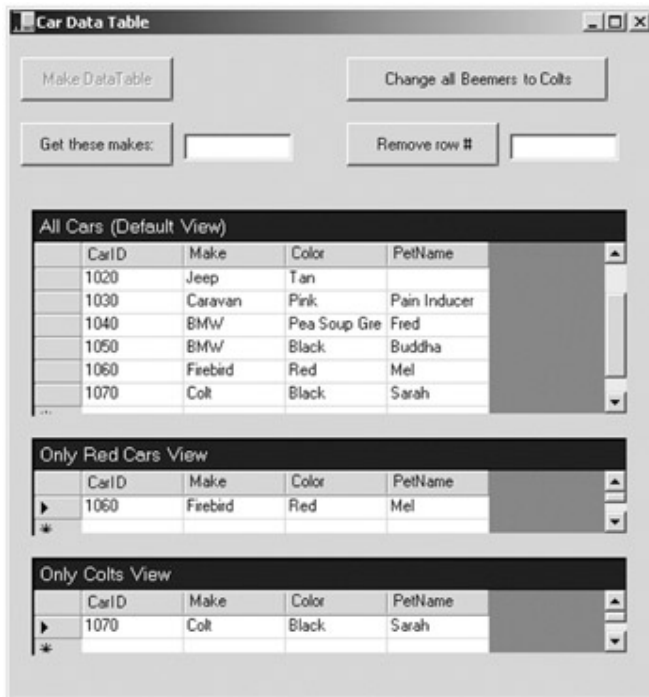 Car Data Table
Make DataTable
Change all Beemers to Colts
Get these makes:
Remove row #
All Cars (Default View)
CarID Make Color PetName
1020 Jeep Tan
1030 Caravan Pink Pain Inducer
1040 BMW Pea Soup Gre Fred
1050 BMW Black Buddha
1060 Firebird Red Mel
1070 Colt Black Sarah
Only Red Cars View
CarID Make Color PetName
1060 Firebird Red Mel
Only Colts View
CarID Make Color PetName
1070 Colt Black Sarah